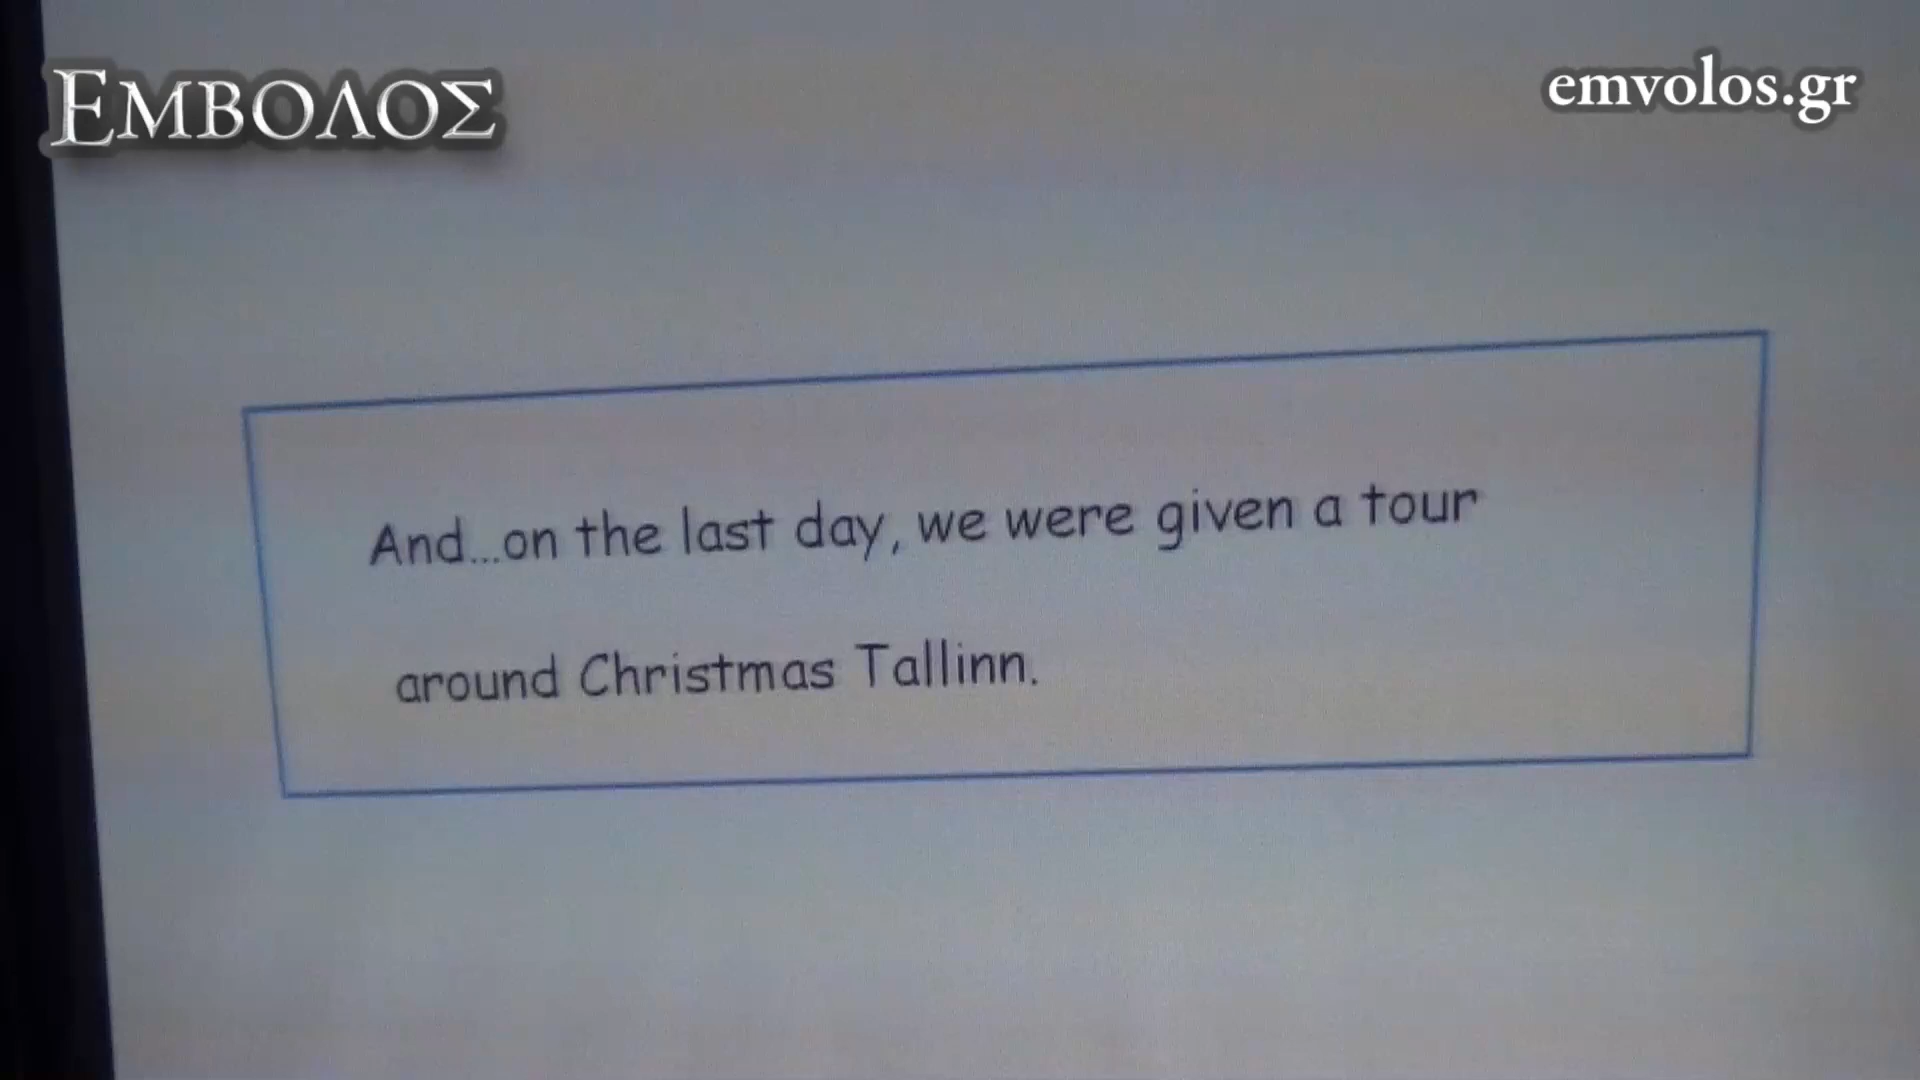 ΕΜΒΟΛΟΣ
emvolos.gr
And...on the last day, we were given a tour
around Christmas Tallinn.